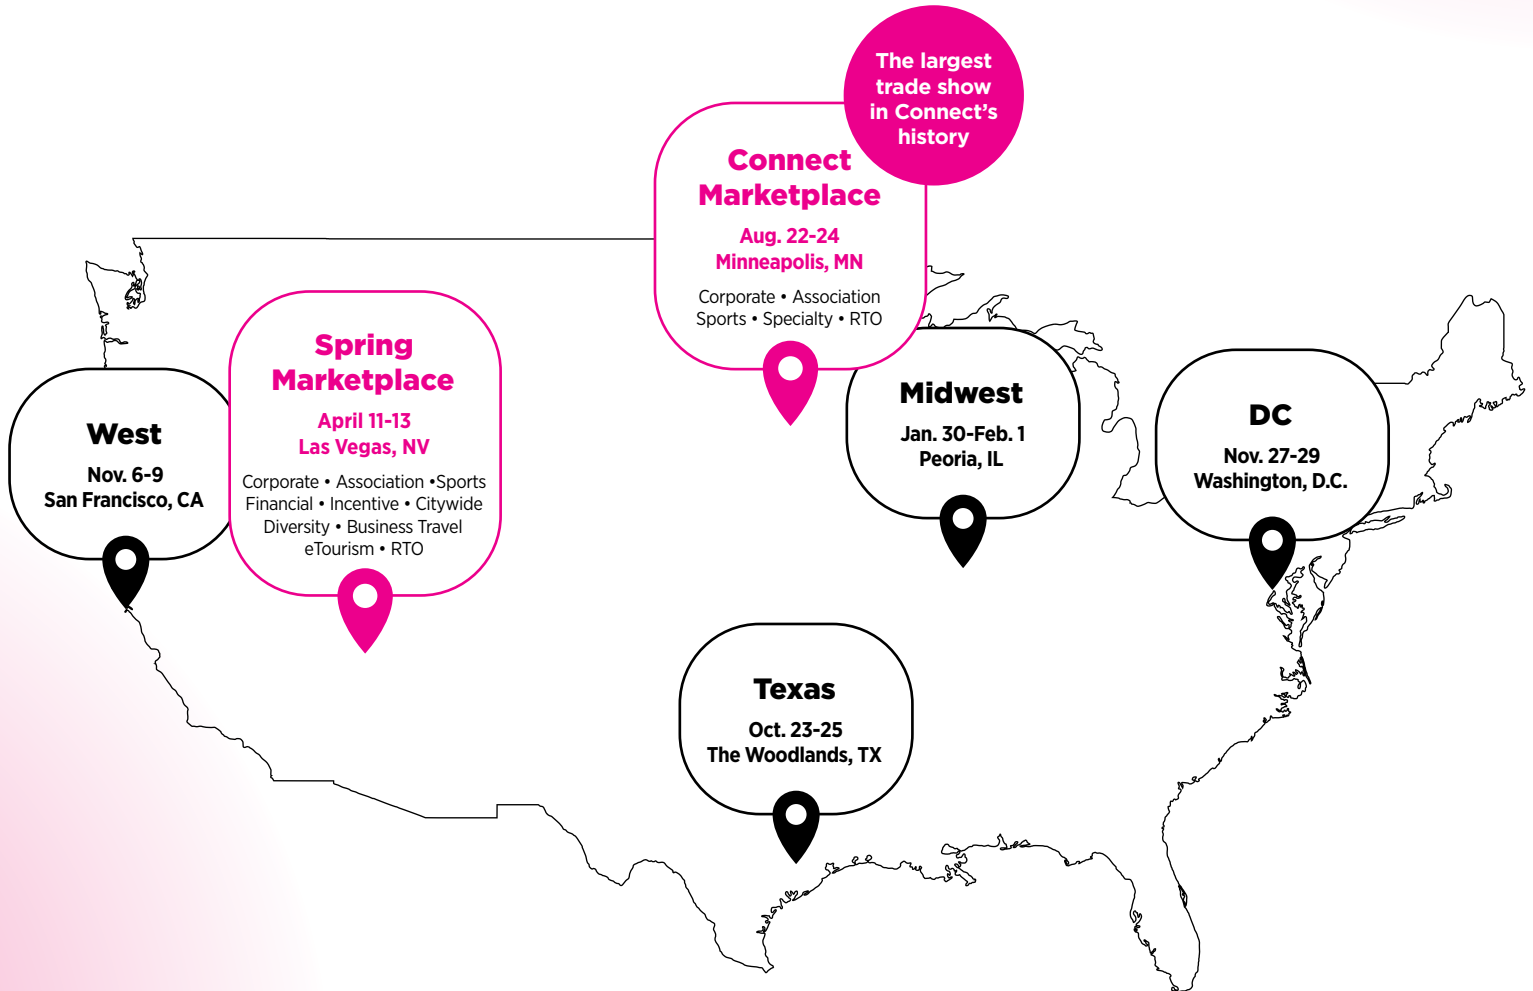 The largest
trade show
in Connect's
history
Connect
Marketplace
Aug. 22-24
Minneapolis, MN
Corporate • Association
Sports • Specialty • RTO
Spring
Marketplace
April 11-13
Las Vegas, NV
Corporate • Association •Sports
Financial • Incentive • Citywide
Diversity • Business Travel
eTourism • RTO
West
Nov. 6-9
San Francisco, CA
Midwest
Jan. 30-Feb. 1
Peoria, IL
DC
Nov. 27-29
Washington, D.C.
Texas
Oct. 23-25
The Woodlands, TX